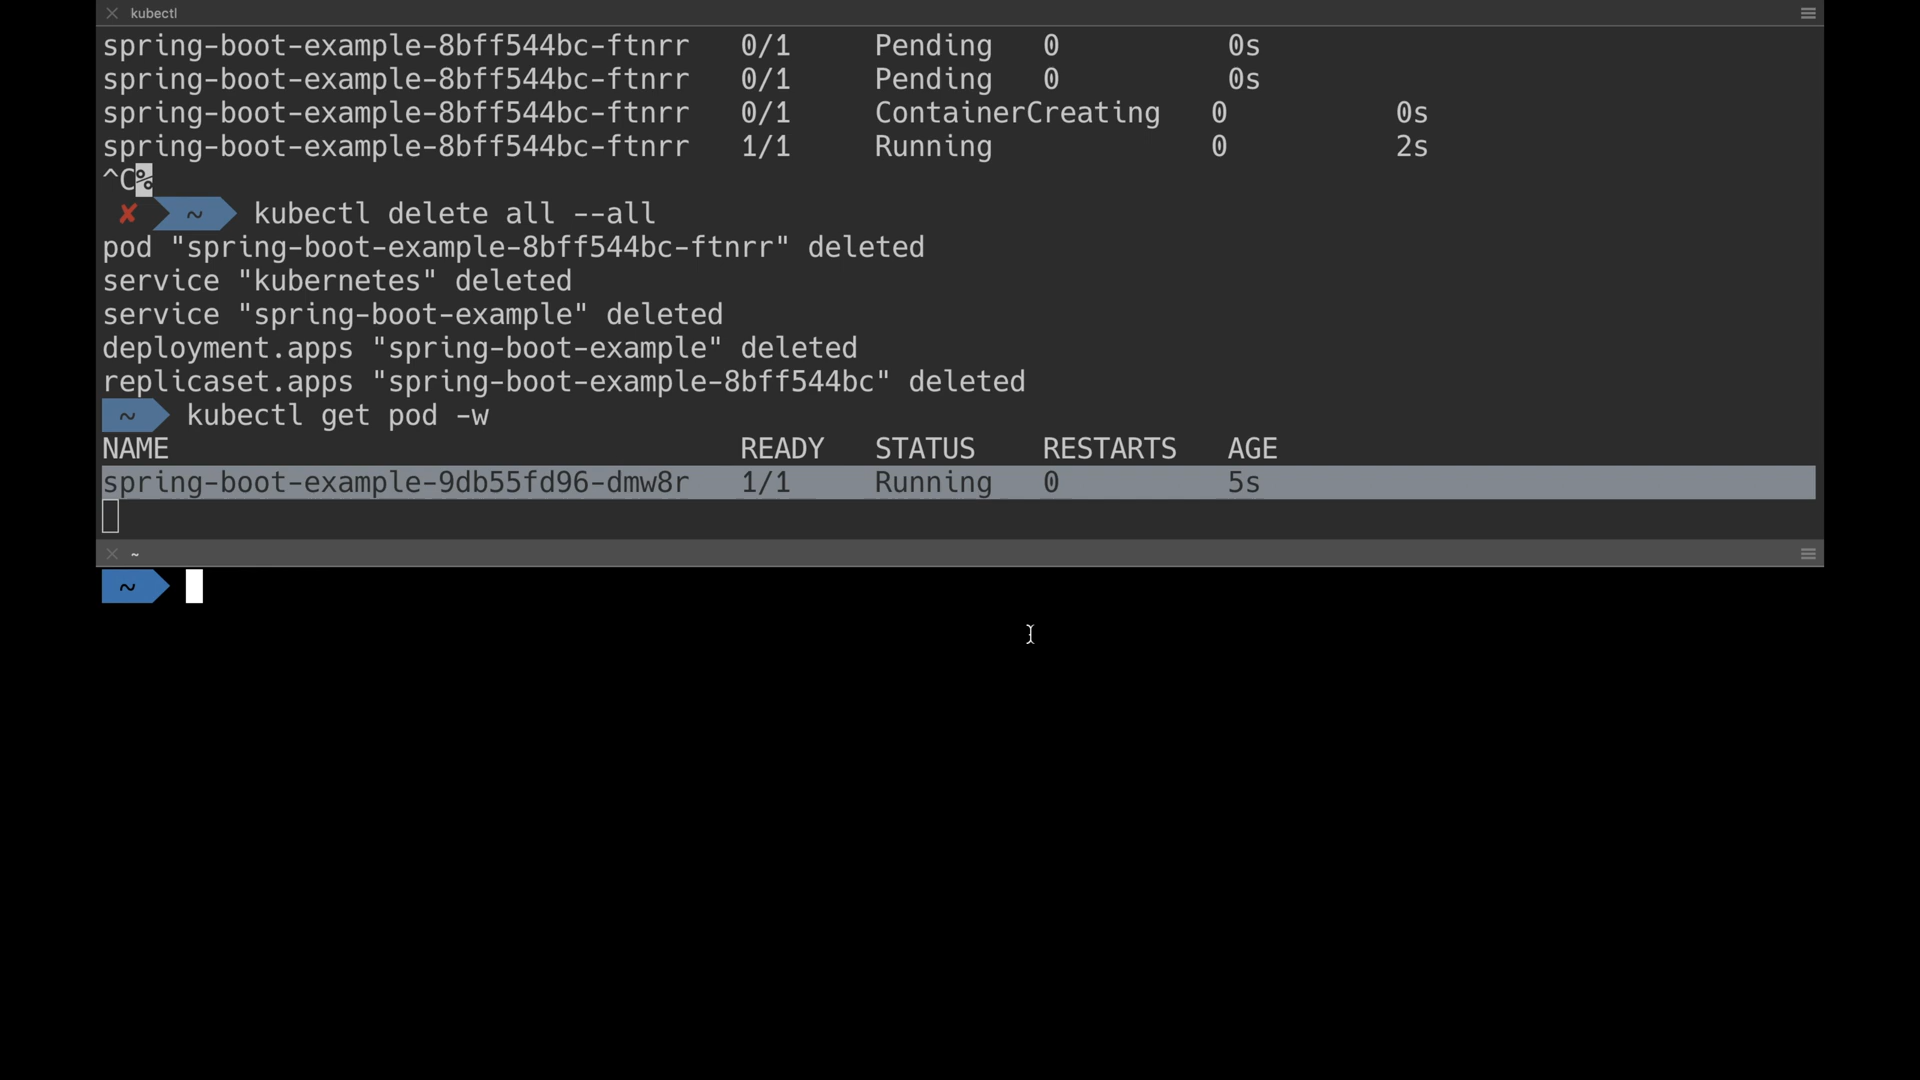 kubectl
spring-boot-example-8bff544bc-ftnrr 0/1 Pending 0 0s
spring-boot-example-8bff544bc-ftnrr 0/1 Pending 0 0s
spring-boot-example-8bff544bc-ftnrr 0/1 ContainerCreating 0 0s
spring-boot-example-8bff544bc-ftnrr 1/1 Running 0 2s
^C%
✘ ~ kubectl delete all --all
pod "spring-boot-example-8bff544bc-ftnrr" deleted
service "kubernetes" deleted
service "spring-boot-example" deleted
deployment.apps "spring-boot-example" deleted
replicaset.apps "spring-boot-example-8bff544bc" deleted
~ kubectl get pod -w
NAME READY STATUS RESTARTS AGE
spring-boot-example-9db55fd96-dmw8r 1/1 Running 0 5s
~
~